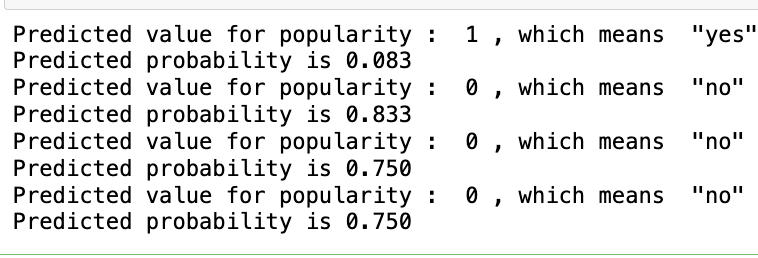 Predicted value for popularity :  1 , which means  "yes"
Predicted probability is 0.083
Predicted value for popularity :  0 , which means  "no"
Predicted probability is 0.833
Predicted value for popularity :  0 , which means  "no"
Predicted probability is 0.750
Predicted value for popularity :  0 , which means  "no"
Predicted probability is 0.750